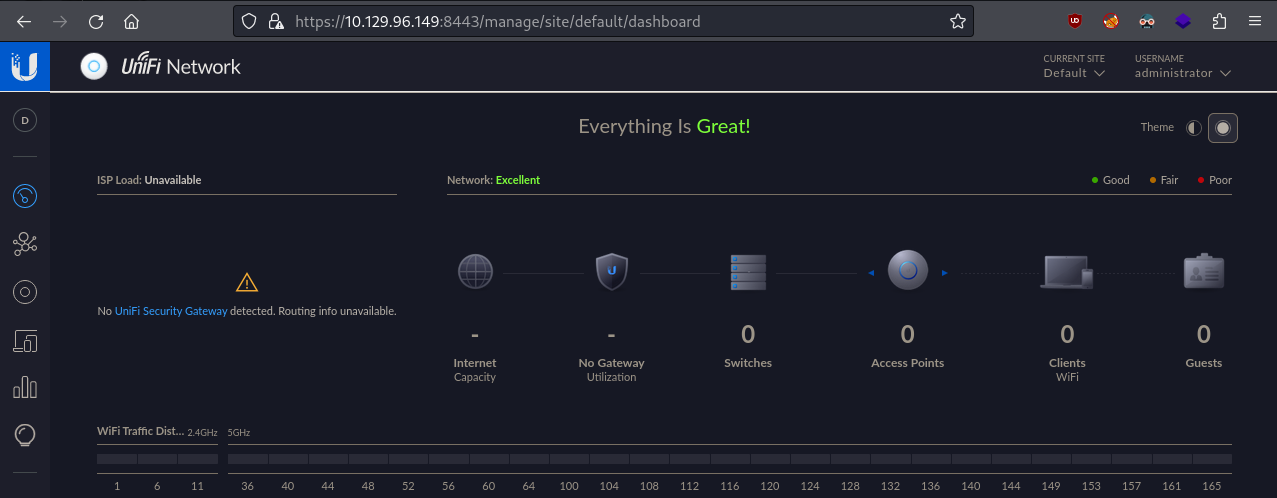 https://10.129.96.149:8443/manage/site/default/dashboard
UniFi Network
CURRENT SITE
Default
USERNAME
administrator
D
Everything Is Great!
Theme
ISP Load: Unavailable
Network: Excellent
Good Fair Poor
No UniFi Security Gateway detected. Routing info unavailable.
- - 0 0 0 0
Internet No Gateway Switches Access Points Clients Guests
Capacity Utilization WiFi
WiFi Traffic Dist... 2.4GHz 5GHz
1 6 11 36 40 44 48 52 56 60 64 100 104 108 112 116 120 124 128 132 136 140 144 149 153 157 161 165